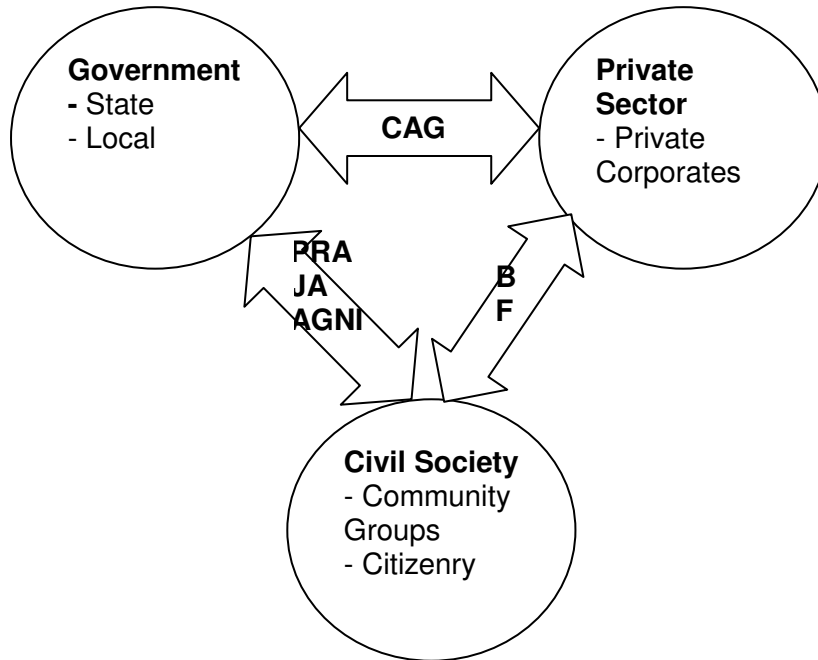 Government
- State
- Local
CAG
Private
Sector
- Private
Corporates
PRA
JA
AGNI
B
F
Civil Society
- Community
Groups
- Citizenry